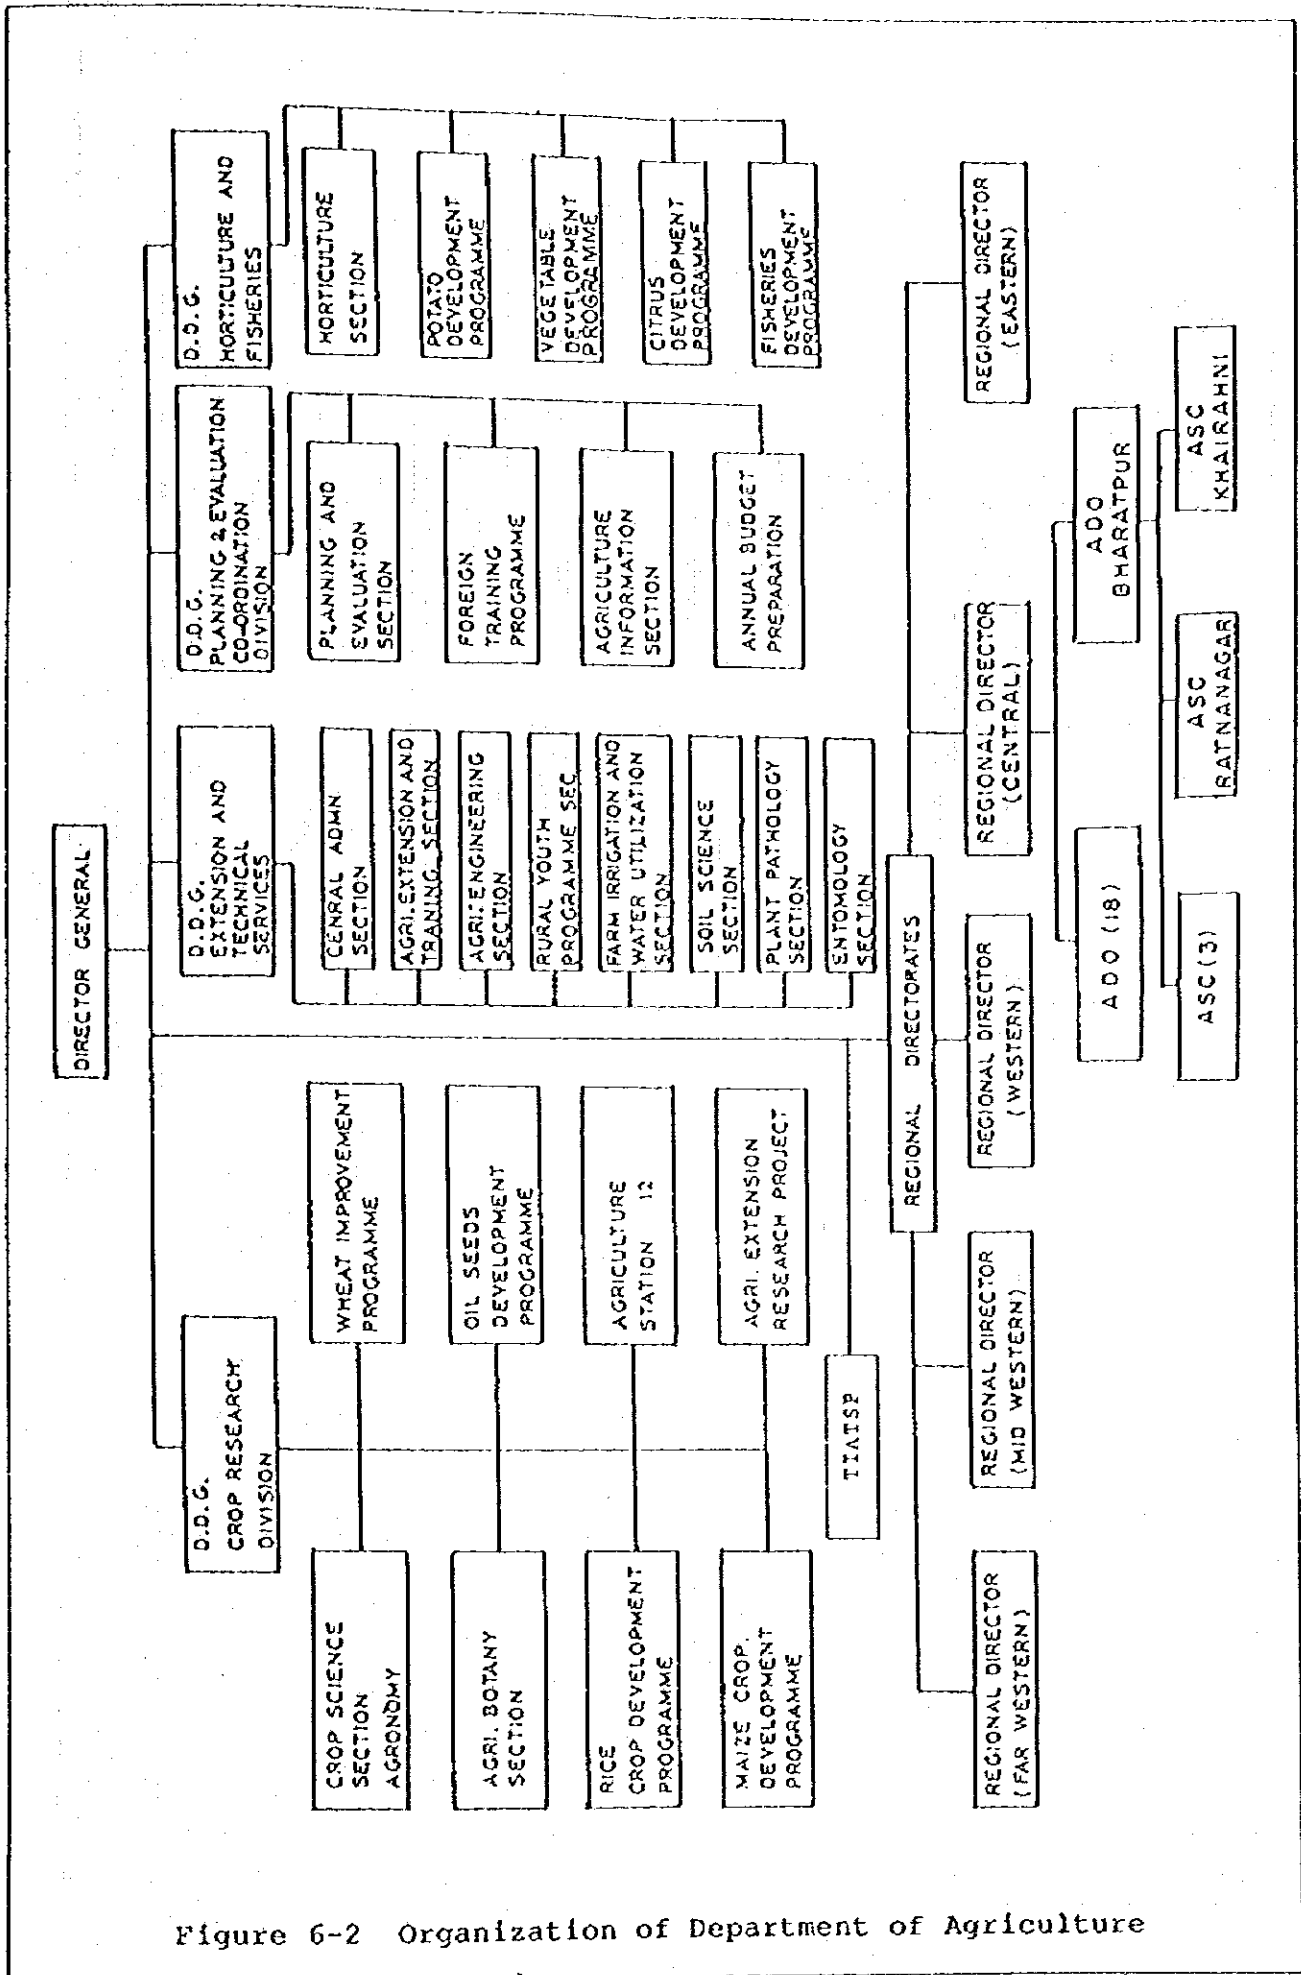 DIRECTOR GENERAL
D.D.G.
CROP RESEARCH
DIVISION
D.D.G.
EXTENSION AND
TECHNICAL
SERVICES
D.D.G.
PLANNING & EVALUATION
CO-ORDINATION
DIVISION
D.D.G.
HORTICULTURE AND
FISHERIES
CROP SCIENCE
SECTION
AGRONOMY
WHEAT IMPROVEMENT
PROGRAMME
AGRI. BOTANY
SECTION
OIL SEEDS
DEVELOPMENT
PROGRAMME
RICE
CROP DEVELOPMENT
PROGRAMME
AGRICULTURE
STATION 12
MAIZE CROP.
DEVELOPMENT
PROGRAMME
AGRI. EXTENSION
RESEARCH PROJECT
CENRAL ADMN
SECTION
AGRI.EXTENSION AND
TRANING SECTION
AGRI.ENGINEERING
SECTION
RURAL YOUTH
PROGRAMME SEC.
FARM IRRIGATION AND
WATER UTILIZATION
SECTION
SOIL SCIENCE
SECTION
PLANT PATHOLOGY
SECTION
ENTOMOLOGY
SECTION
PLANNING AND
EVALUATION
SECTION
FOREIGN
TRAINING
PROGRAMME
AGRICULTURE
INFORMATION
SECTION
ANNUAL BUDGET
PREPARATION
HORTICULTURE
SECTION
POTATO
DEVELOPMENT
PROGRAMME
VEGETABLE
DEVELOPMENT
PROGRAMME
CITRUS
DEVELOPMENT
PROGRAMME
FISHERIES
DEVELOPMENT
PROGRAMME
TIATSP
REGIONAL DIRECTORATES
REGIONAL DIRECTOR
(FAR WESTERN)
REGIONAL DIRECTOR
(MID WESTERN)
REGIONAL DIRECTOR
(WESTERN)
REGIONAL DIRECTOR
(CENTRAL)
REGIONAL DIRECTOR
(EASTERN)
ADO (18)
ADO
BHARATPUR
ASC (3)
ASC
RATNANAGAR
ASC
KHAIRAHNI
Figure 6-2 Organization of Department of Agriculture